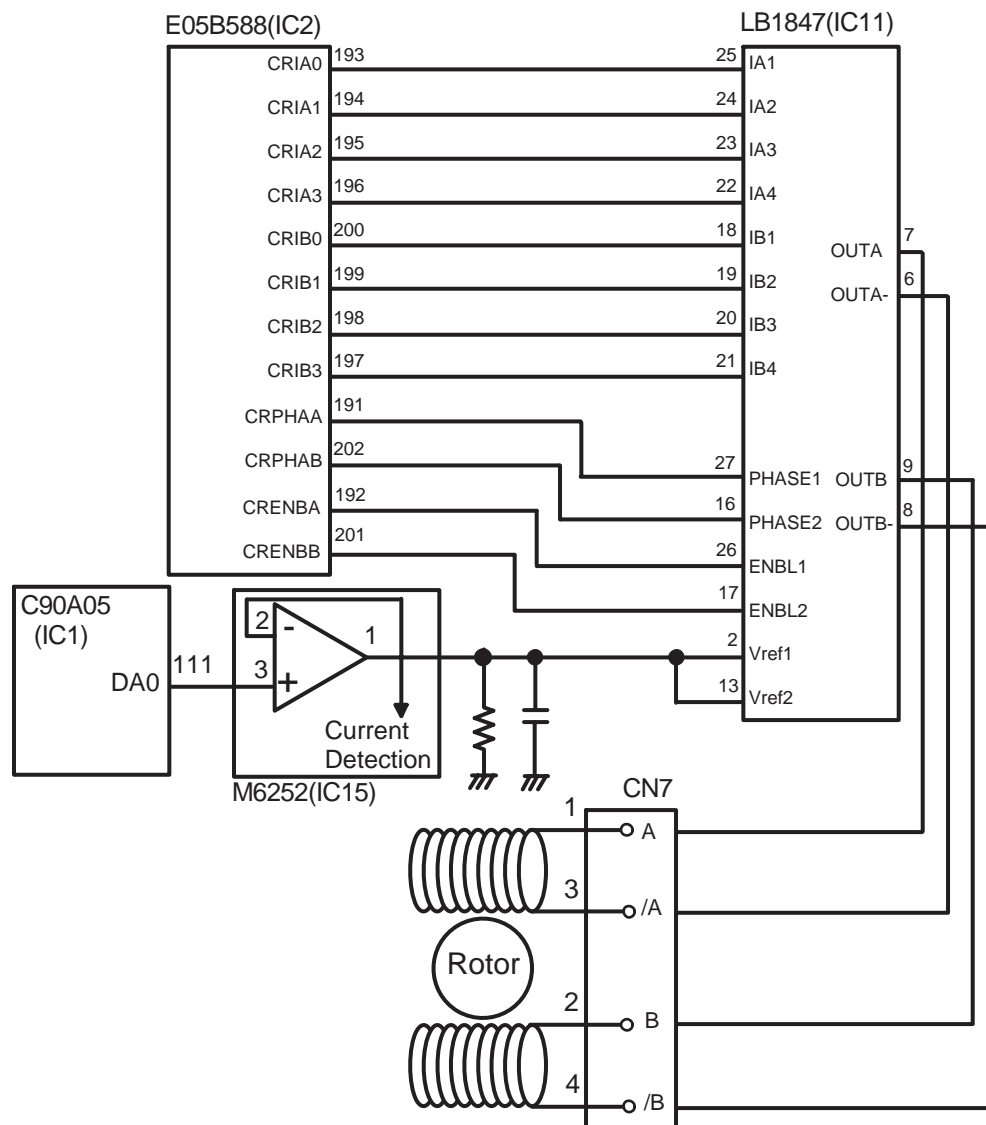 E05B588(IC2)
LB1847(IC11)
CRIA0 193 25 IA1
CRIA1 194 24 IA2
CRIA2 195 23 IA3
CRIA3 196 22 IA4
CRIB0 200 18 IB1
OUTA 7
CRIB1 199 19 IB2
OUTA- 6
CRIB2 198 20 IB3
CRIB3 197 21 IB4
CRPHAA 191
CRPHAB 202
27 PHASE1 OUTB 9
CRENBA 192
16 PHASE2 OUTB- 8
CRENBB 201
26 ENBL1
17 ENBL2
C90A05
(IC1)
DA0 111
2 -
3 +
1
2 Vref1
13 Vref2
Current
Detection
M6252(IC15)
CN7
1 A
3 /A
Rotor
2 B
4 /B